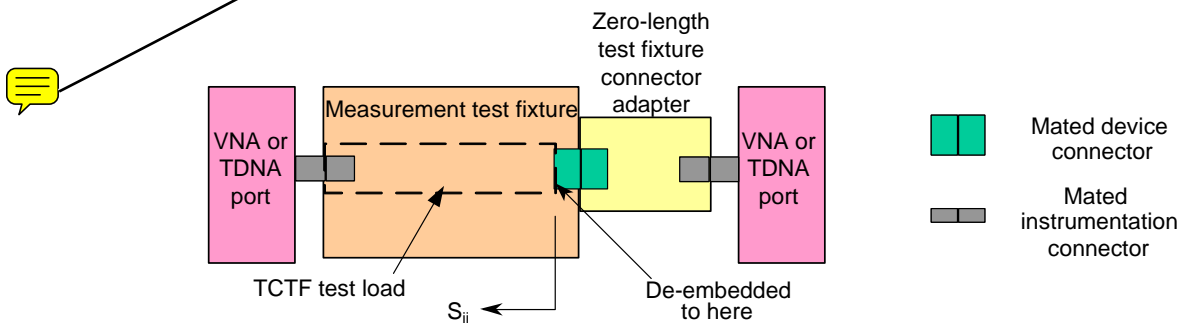 Zero-length
test fixture
connector
adapter
Measurement test fixture
VNA or
TDNA
port
VNA or
TDNA
port
Mated device
connector
Mated
instrumentation
connector
TCTF test load
De-embedded
to here
Sii